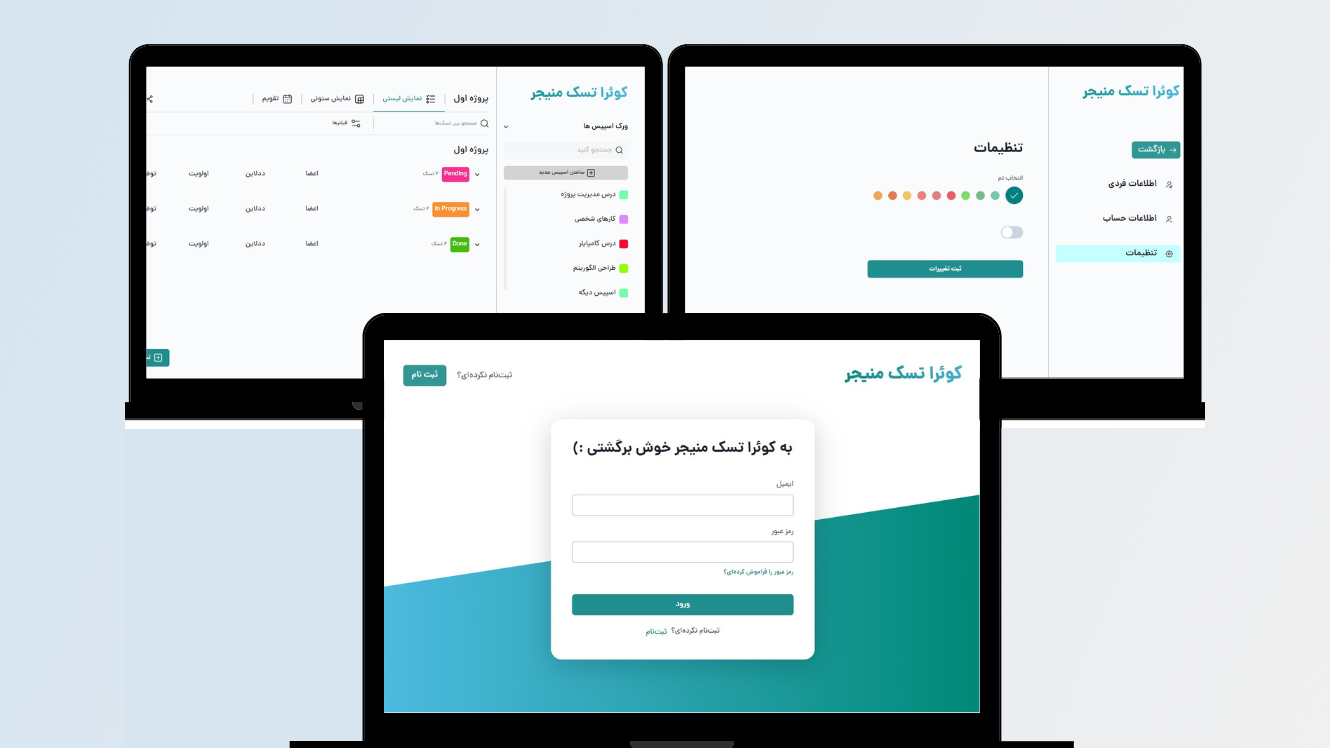 کوئرا تسک منیجر
ورک اسپیس ها
جستجو کنید
ساختن اسپیس جدید
درس مدیریت پروژه
کارهای شخصی
درس کامپایلر
طراحی الگوریتم
اسپیس دیگه
پروژه اول
نمایش لیستی
نمایش ستونی
تقویم
جستجو بین تسک‌ها
فیلترها
پروژه اول
Pending
۲ تسک
اعضا ددلاین اولویت
In Progress
۲ تسک
اعضا ددلاین اولویت
Done
۲ تسک
اعضا ددلاین اولویت
کوئرا تسک منیجر
بازگشت
اطلاعات فردی
اطلاعات حساب
تنظیمات
تنظیمات
انتخاب تم
ثبت تغییرات
کوئرا تسک منیجر
ثبت‌نام نکرده‌ای؟ ثبت نام
به کوئرا تسک منیجر خوش برگشتی :)
ایمیل
رمز عبور
رمز عبور را فراموش کرده‌ای؟
ورود
ثبت‌نام نکرده‌ای؟ ثبت‌نام